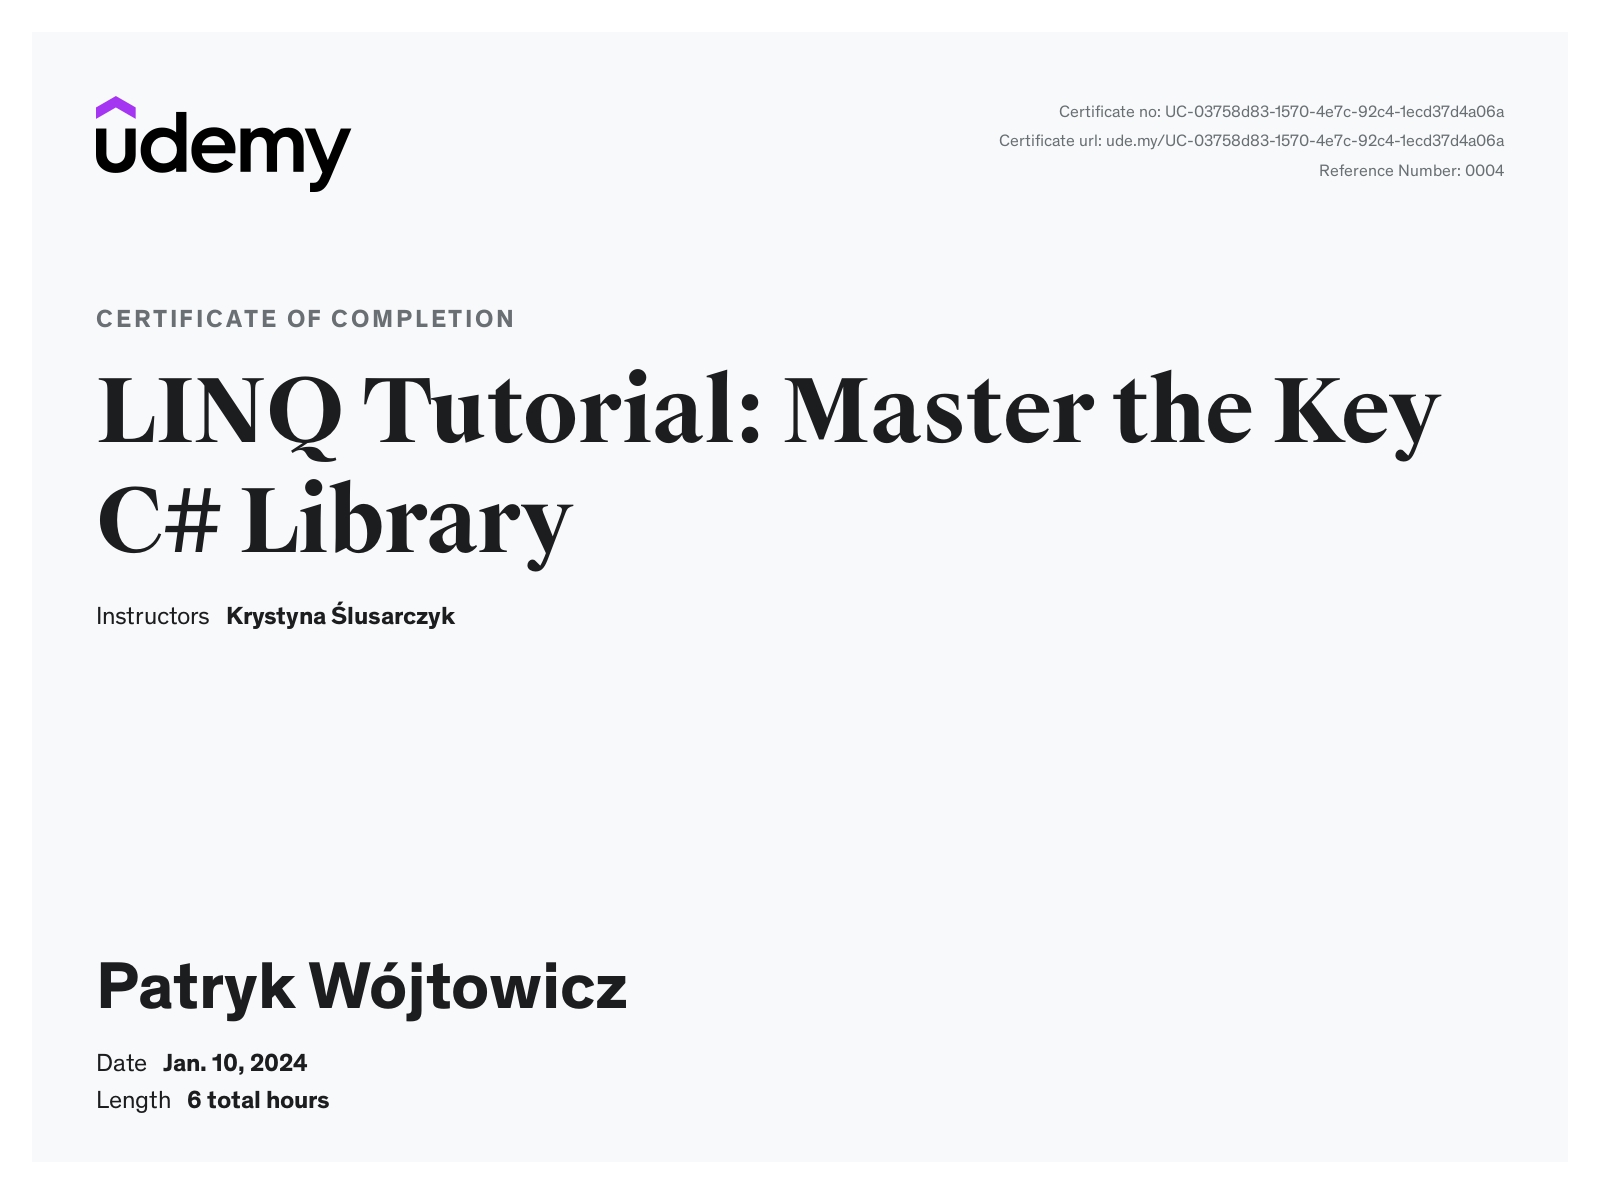 udemy
Certificate no: UC-03758d83-1570-4e7c-92c4-1ecd37d4a06a
Certificate url: ude.my/UC-03758d83-1570-4e7c-92c4-1ecd37d4a06a
Reference Number: 0004
CERTIFICATE OF COMPLETION
LINQ Tutorial: Master the Key
C# Library
Instructors Krystyna Ślusarczyk
Patryk Wójtowicz
Date Jan. 10, 2024
Length 6 total hours